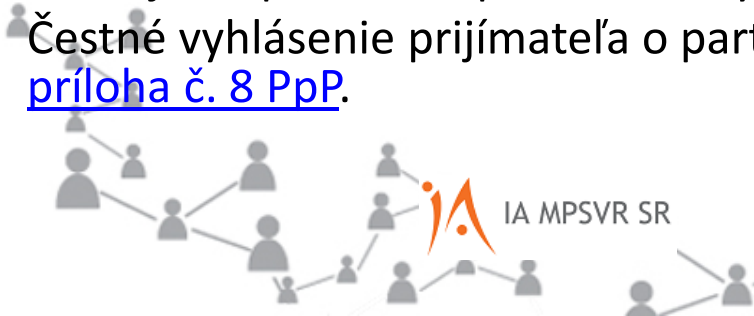 Čestné vyhlásenie prijímateľa o part
príloha č. 8 PpP.
IA MPSVR SR